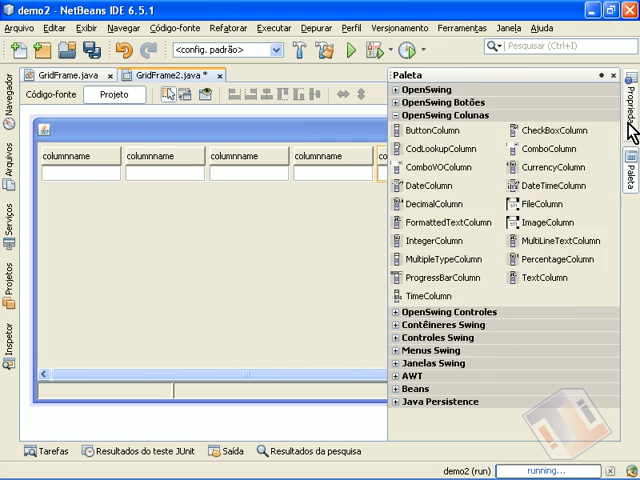 demo2 - NetBeans IDE 6.5.1
Arquivo Editar Exibir Navegar Código-fonte Refatorar Executar Depurar Perfil Versionamento Ferramentas Janela Ajuda
<config. padrão> Pesquisar (Ctrl+I)
GridFrame.java GridFrame2.java *
Código-fonte Projeto
columnname columnname columnname columnname co
Paleta
OpenSwing
OpenSwing Botões
OpenSwing Colunas
ButtonColumn CheckBoxColumn
CodLookupColumn ComboColumn
ComboVOColumn CurrencyColumn
DateColumn DateTimeColumn
DecimalColumn FileColumn
FormattedTextColumn ImageColumn
IntegerColumn MultiLineTextColumn
MultipleTypeColumn PercentageColumn
ProgressBarColumn TextColumn
TimeColumn
OpenSwing Controles
Contêineres Swing
Controles Swing
Menus Swing
Janelas Swing
AWT
Beans
Java Persistence
Navegador
Arquivos
Serviços
Projetos
Inspetor
Proprieda
Paleta
Tarefas Resultados do teste JUnit Saída Resultados da pesquisa
demo2 (run) running...